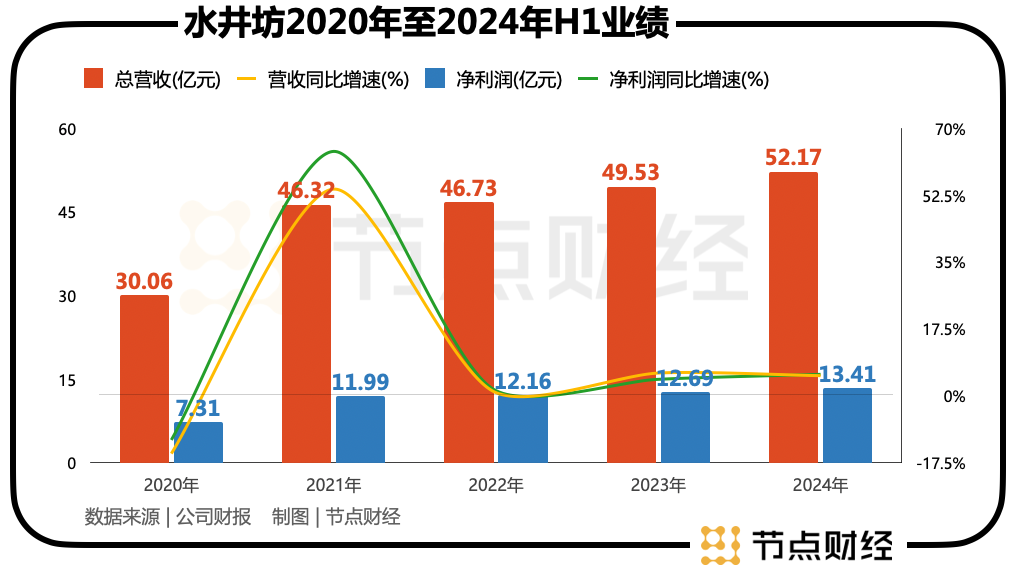 水井坊2020年至2024年H1业绩
总营收(亿元) 营收同比增速(%) 净利润(亿元) 净利润同比增速(%)
60 70%
52.17
49.53
46.32 46.73 52.5%
45
节点财经
35%
30.06
30
17.5%
15 11.99 12.16 12.69 13.41
7.31 0%
0 -17.5%
2020年 2021年 2022年 2023年 2024年
数据来源 | 公司财报 制图 | 节点财经
节点财经